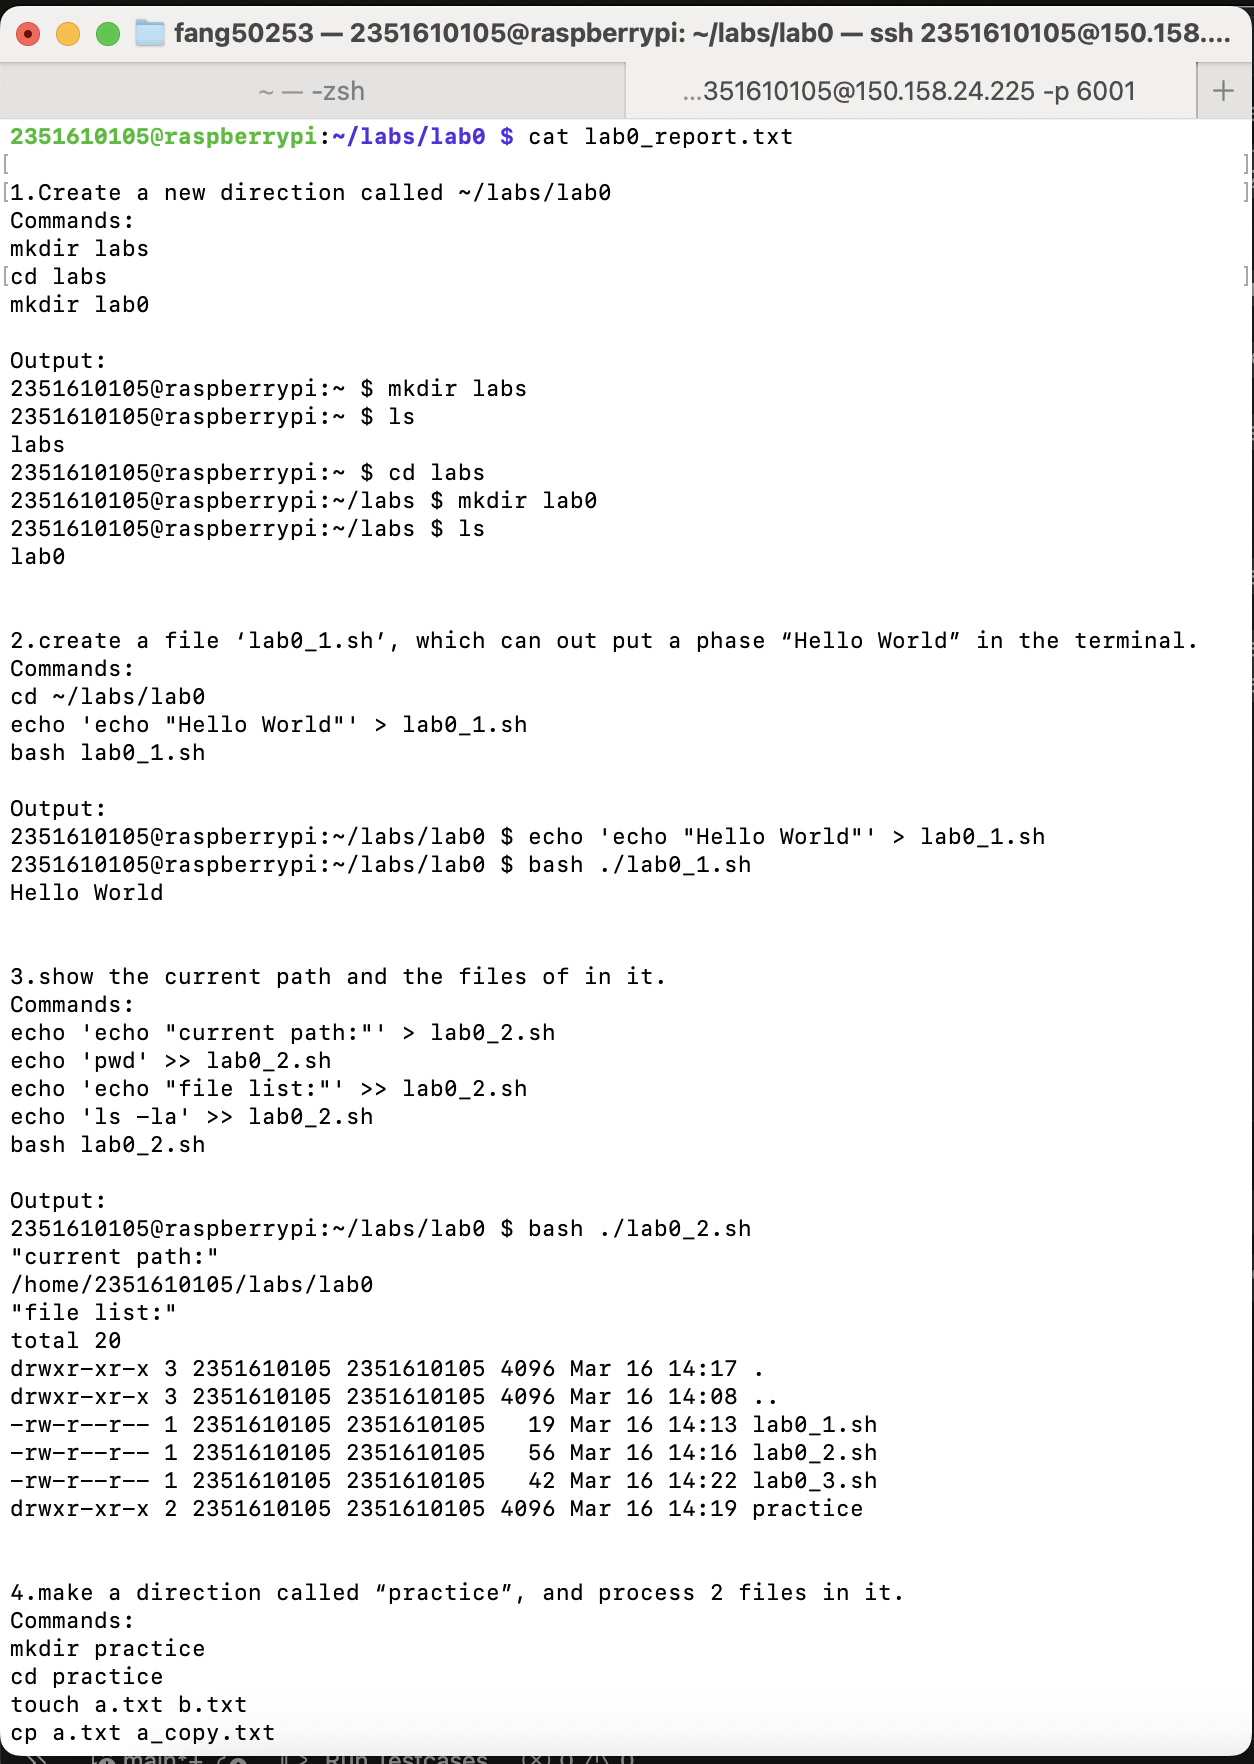 fang50253 — 2351610105@raspberrypi: ~/labs/lab0 — ssh 2351610105@150.158....
~ — -zsh
...351610105@150.158.24.225 -p 6001
+
2351610105@raspberrypi:~/labs/lab0 $ cat lab0_report.txt
[ ]
[1.Create a new direction called ~/labs/lab0 ]
Commands:
mkdir labs
[cd labs ]
mkdir lab0
Output:
2351610105@raspberrypi:~ $ mkdir labs
2351610105@raspberrypi:~ $ ls
labs
2351610105@raspberrypi:~ $ cd labs
2351610105@raspberrypi:~/labs $ mkdir lab0
2351610105@raspberrypi:~/labs $ ls
lab0
2.create a file ‘lab0_1.sh’, which can out put a phase “Hello World” in the terminal.
Commands:
cd ~/labs/lab0
echo 'echo "Hello World"' > lab0_1.sh
bash lab0_1.sh
Output:
2351610105@raspberrypi:~/labs/lab0 $ echo 'echo "Hello World"' > lab0_1.sh
2351610105@raspberrypi:~/labs/lab0 $ bash ./lab0_1.sh
Hello World
3.show the current path and the files of in it.
Commands:
echo 'echo "current path:"' > lab0_2.sh
echo 'pwd' >> lab0_2.sh
echo 'echo "file list:"' >> lab0_2.sh
echo 'ls -la' >> lab0_2.sh
bash lab0_2.sh
Output:
2351610105@raspberrypi:~/labs/lab0 $ bash ./lab0_2.sh
"current path:"
/home/2351610105/labs/lab0
"file list:"
total 20
drwxr-xr-x 3 2351610105 2351610105 4096 Mar 16 14:17 .
drwxr-xr-x 3 2351610105 2351610105 4096 Mar 16 14:08 ..
-rw-r--r-- 1 2351610105 2351610105   19 Mar 16 14:13 lab0_1.sh
-rw-r--r-- 1 2351610105 2351610105   56 Mar 16 14:16 lab0_2.sh
-rw-r--r-- 1 2351610105 2351610105   42 Mar 16 14:22 lab0_3.sh
drwxr-xr-x 2 2351610105 2351610105 4096 Mar 16 14:19 practice
4.make a direction called “practice”, and process 2 files in it.
Commands:
mkdir practice
cd practice
touch a.txt b.txt
cp a.txt a_copy.txt
main*+ Run Testcases